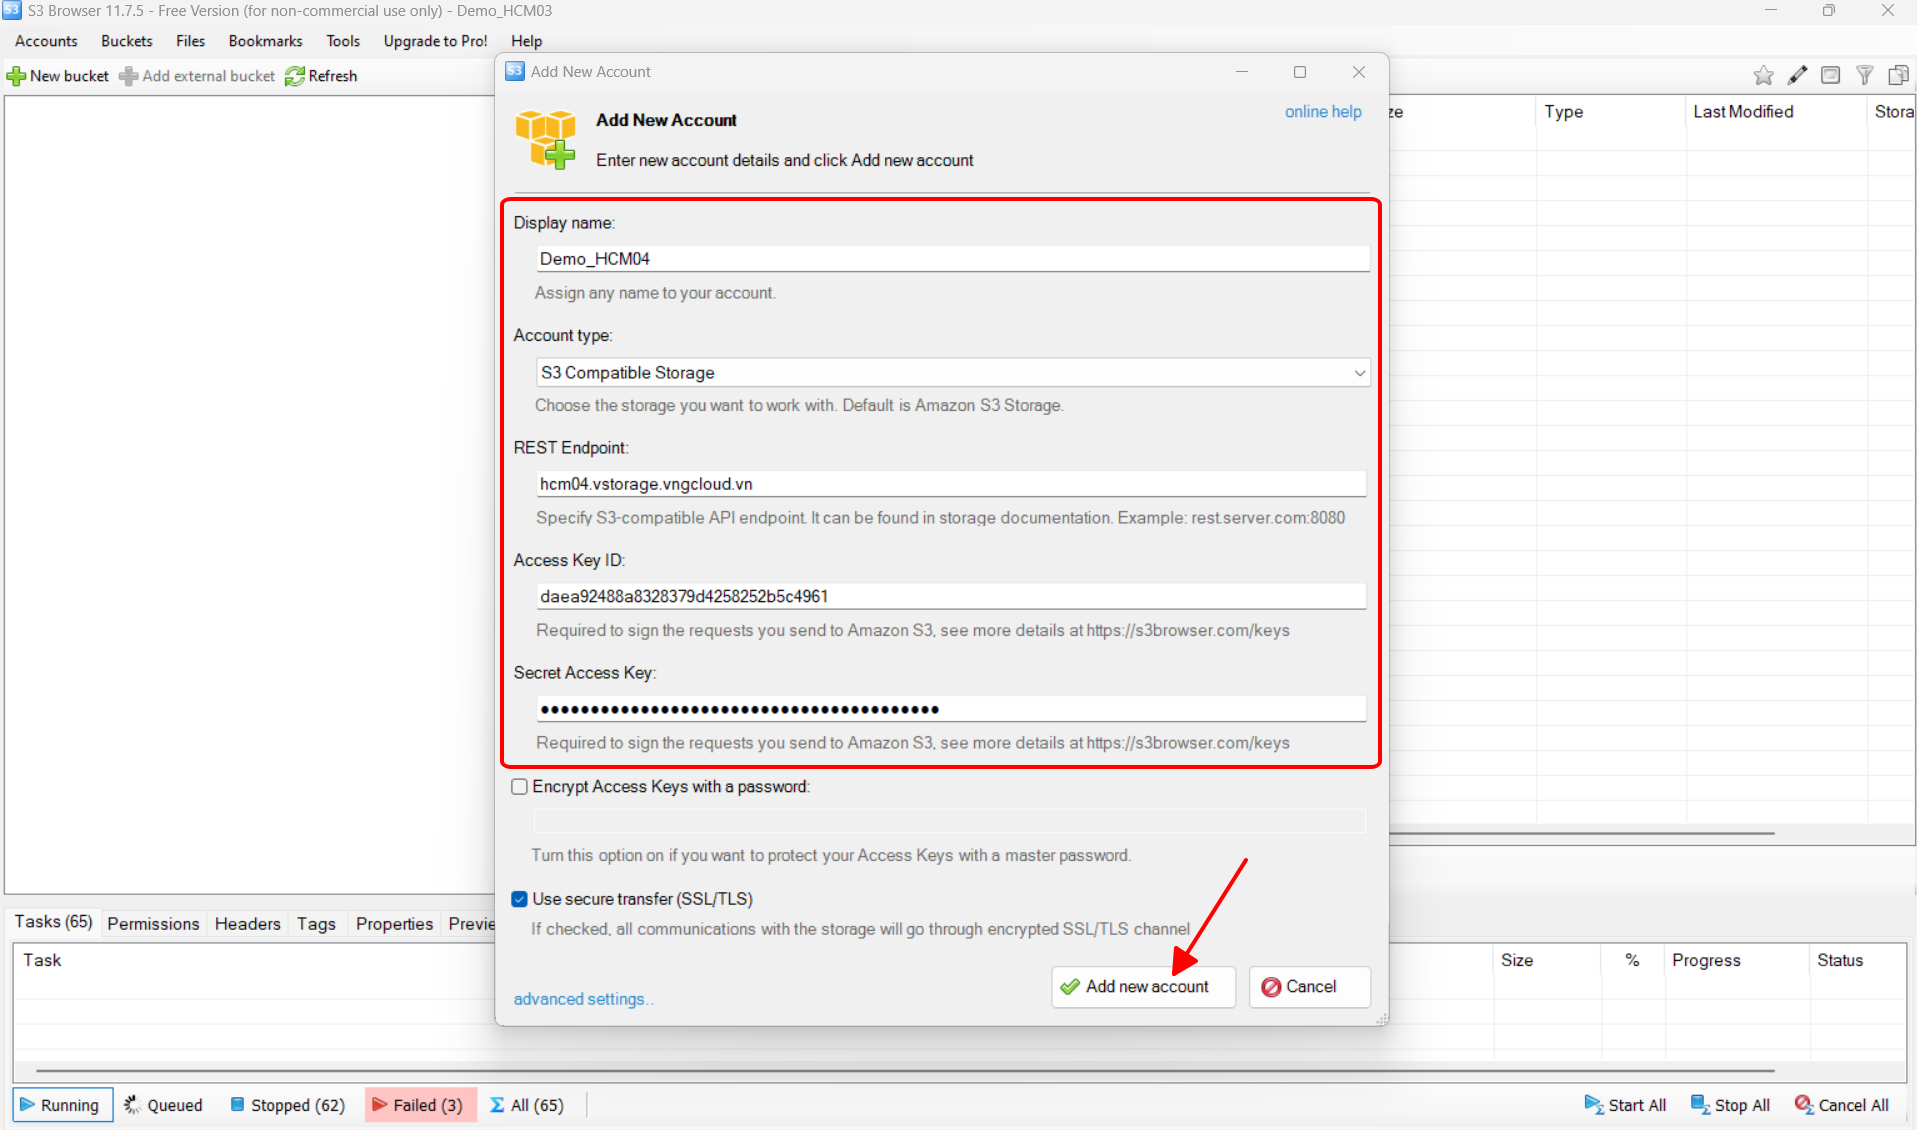 S3 Browser 11.7.5 - Free Version (for non-commercial use only) - Demo_HCM03
Accounts Buckets Files Bookmarks Tools Upgrade to Pro! Help
New bucket Add external bucket Refresh
S3 Add New Account
Add New Account
online help
Enter new account details and click Add new account
ze Type Last Modified Stora
Display name:
Demo_HCM04
Assign any name to your account.
Account type:
S3 Compatible Storage
Choose the storage you want to work with. Default is Amazon S3 Storage.
REST Endpoint:
hcm04.vstorage.vngcloud.vn
Specify S3-compatible API endpoint. It can be found in storage documentation. Example: rest.server.com:8080
Access Key ID:
daea92488a8328379d4258252b5c4961
Required to sign the requests you send to Amazon S3, see more details at https://s3browser.com/keys
Secret Access Key:
●●●●●●●●●●●●●●●●●●●●●●●●●●●●●●●●●●●●●●●●
Required to sign the requests you send to Amazon S3, see more details at https://s3browser.com/keys
Encrypt Access Keys with a password:
Turn this option on if you want to protect your Access Keys with a master password.
Use secure transfer (SSL/TLS)
If checked, all communications with the storage will go through encrypted SSL/TLS channel
advanced settings..
Add new account Cancel
Tasks (65) Permissions Headers Tags Properties Previe
Task Size % Progress Status
Running Queued Stopped (62) Failed (3) All (65) Start All Stop All Cancel All